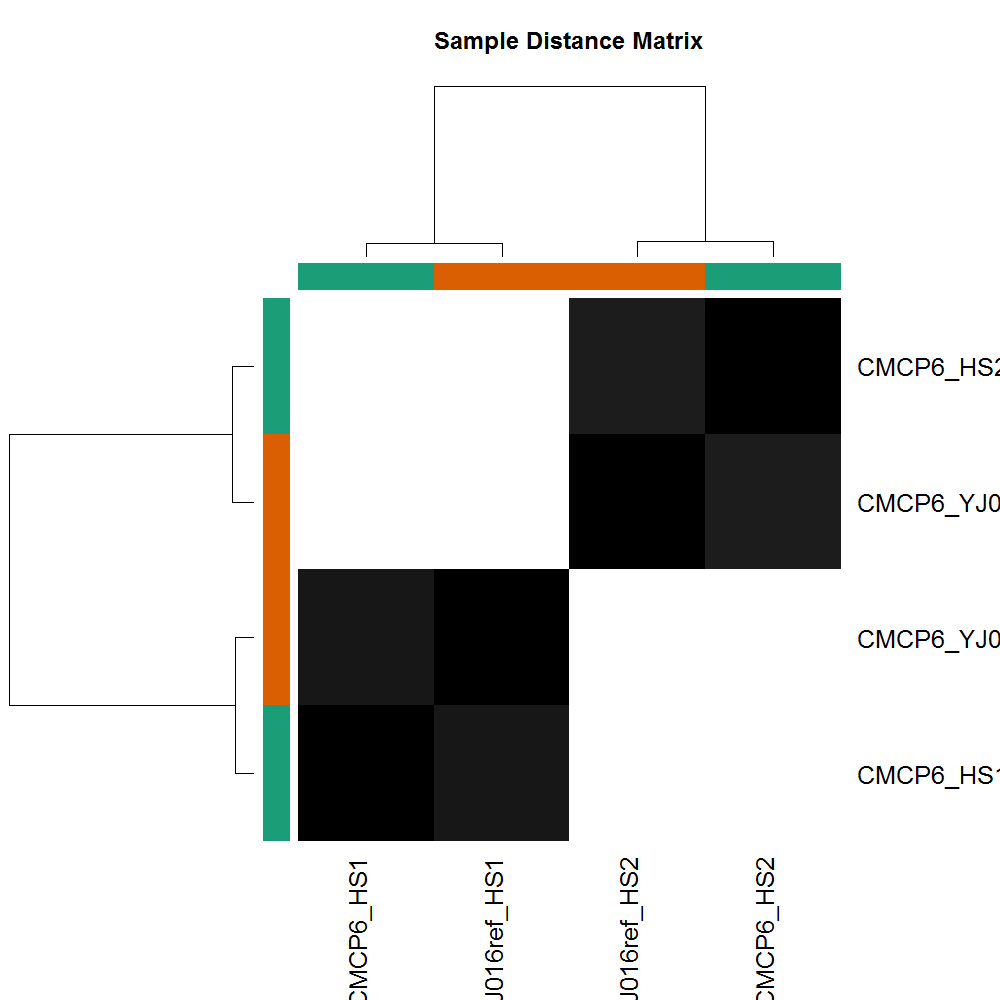 Sample Distance Matrix
CMCP6_HS2
CMCP6_YJ0
CMCP6_YJ0
CMCP6_HS1
CMCP6_HS1
J016ref_HS1
J016ref_HS2
CMCP6_HS2